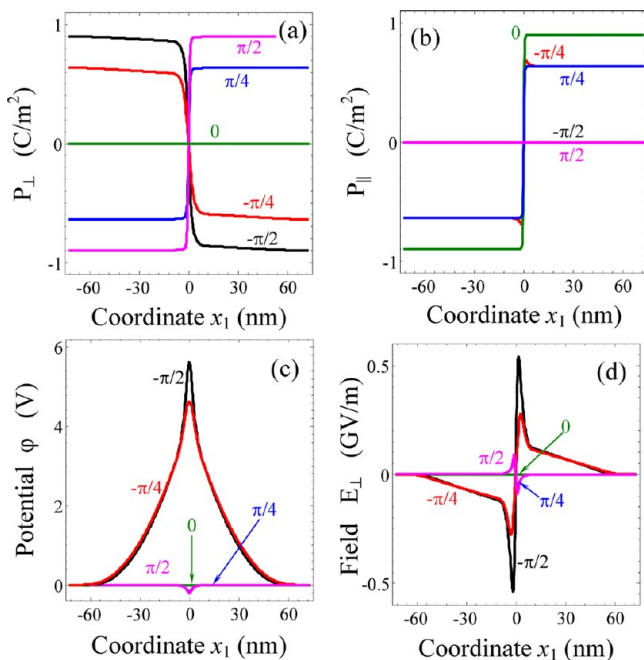 (a)
P⊥ (C/m²)
1
0
-1
π/2
π/4
0
-π/4
-π/2
-60 -30 0 30 60
Coordinate x₁ (nm)
(b)
P∥ (C/m²)
1
0
-1
0
-π/4
π/4
-π/2
π/2
-60 -30 0 30 60
Coordinate x₁ (nm)
(c)
Potential φ (V)
6
4
2
0
-π/2
-π/4
0
π/4
π/2
-60 -30 0 30 60
Coordinate x₁ (nm)
(d)
Field E⊥ (GV/m)
0.5
0
-0.5
0
π/2
π/4
-π/4
-π/2
-60 -30 0 30 60
Coordinate x₁ (nm)